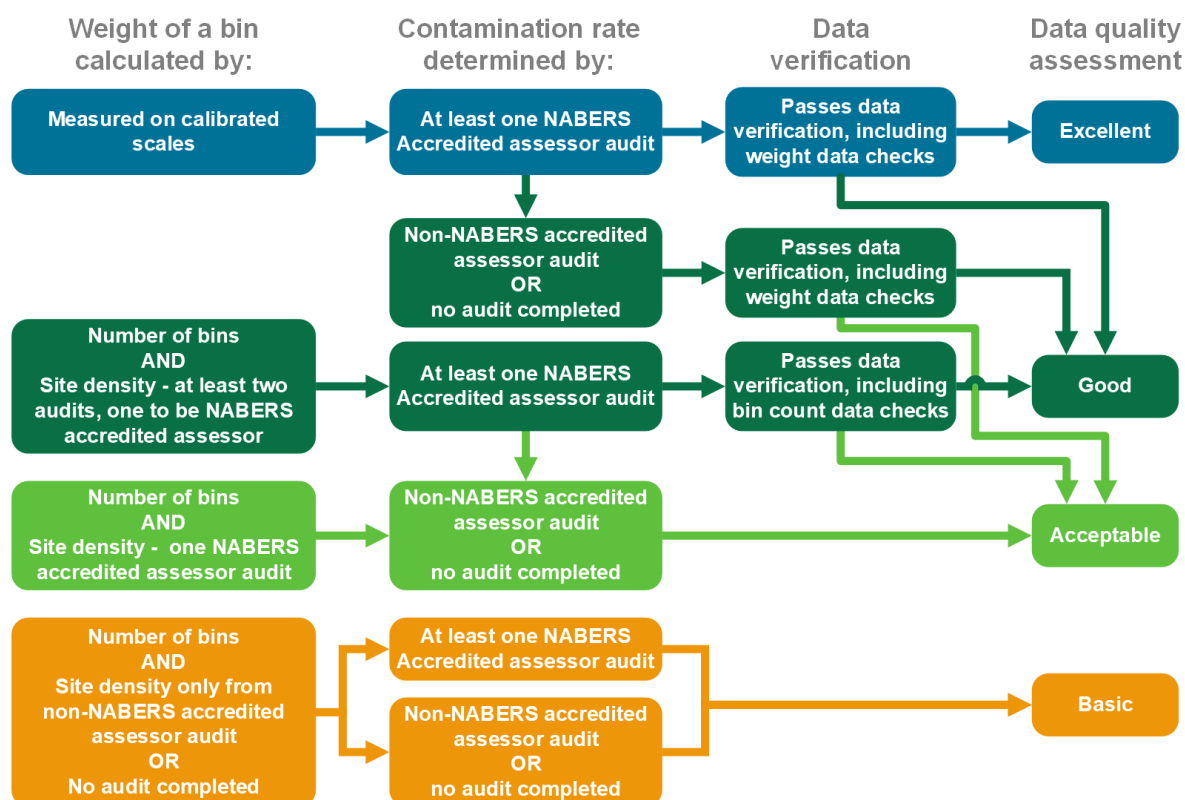 Weight of a bin
calculated by:
Contamination rate
determined by:
Data
verification
Data quality
assessment
Measured on calibrated
scales
At least one NABERS
Accredited assessor audit
Passes data
verification, including
weight data checks
Excellent
Non-NABERS accredited
assessor audit
OR
no audit completed
Passes data
verification, including
weight data checks
Number of bins
AND
Site density - at least two
audits, one to be NABERS
accredited assessor
At least one NABERS
Accredited assessor audit
Passes data
verification, including
bin count data checks
Good
Number of bins
AND
Site density -  one NABERS
accredited assessor audit
Non-NABERS accredited
assessor audit
OR
no audit completed
Acceptable
Number of bins
AND
Site density only from
non-NABERS accredited
assessor audit
OR
No audit completed
At least one NABERS
Accredited assessor audit
Non-NABERS accredited
assessor audit
OR
no audit completed
Basic